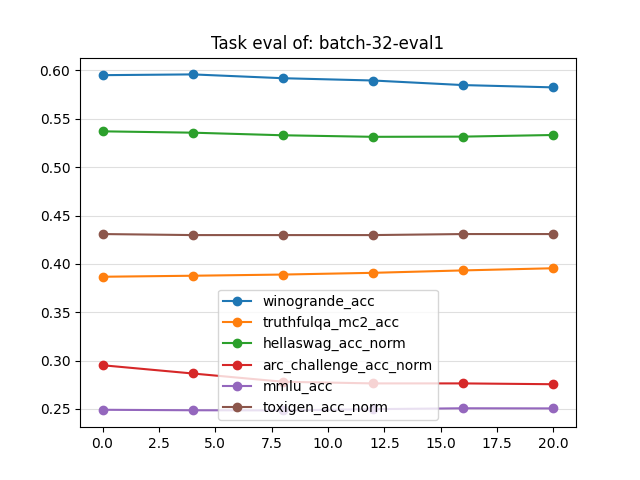 Task eval of: batch-32-eval1
0.60
0.55
0.50
0.45
0.40
0.35
0.30
0.25
winogrande_acc
truthfulqa_mc2_acc
hellaswag_acc_norm
arc_challenge_acc_norm
mmlu_acc
toxigen_acc_norm
0.0 2.5 5.0 7.5 10.0 12.5 15.0 17.5 20.0